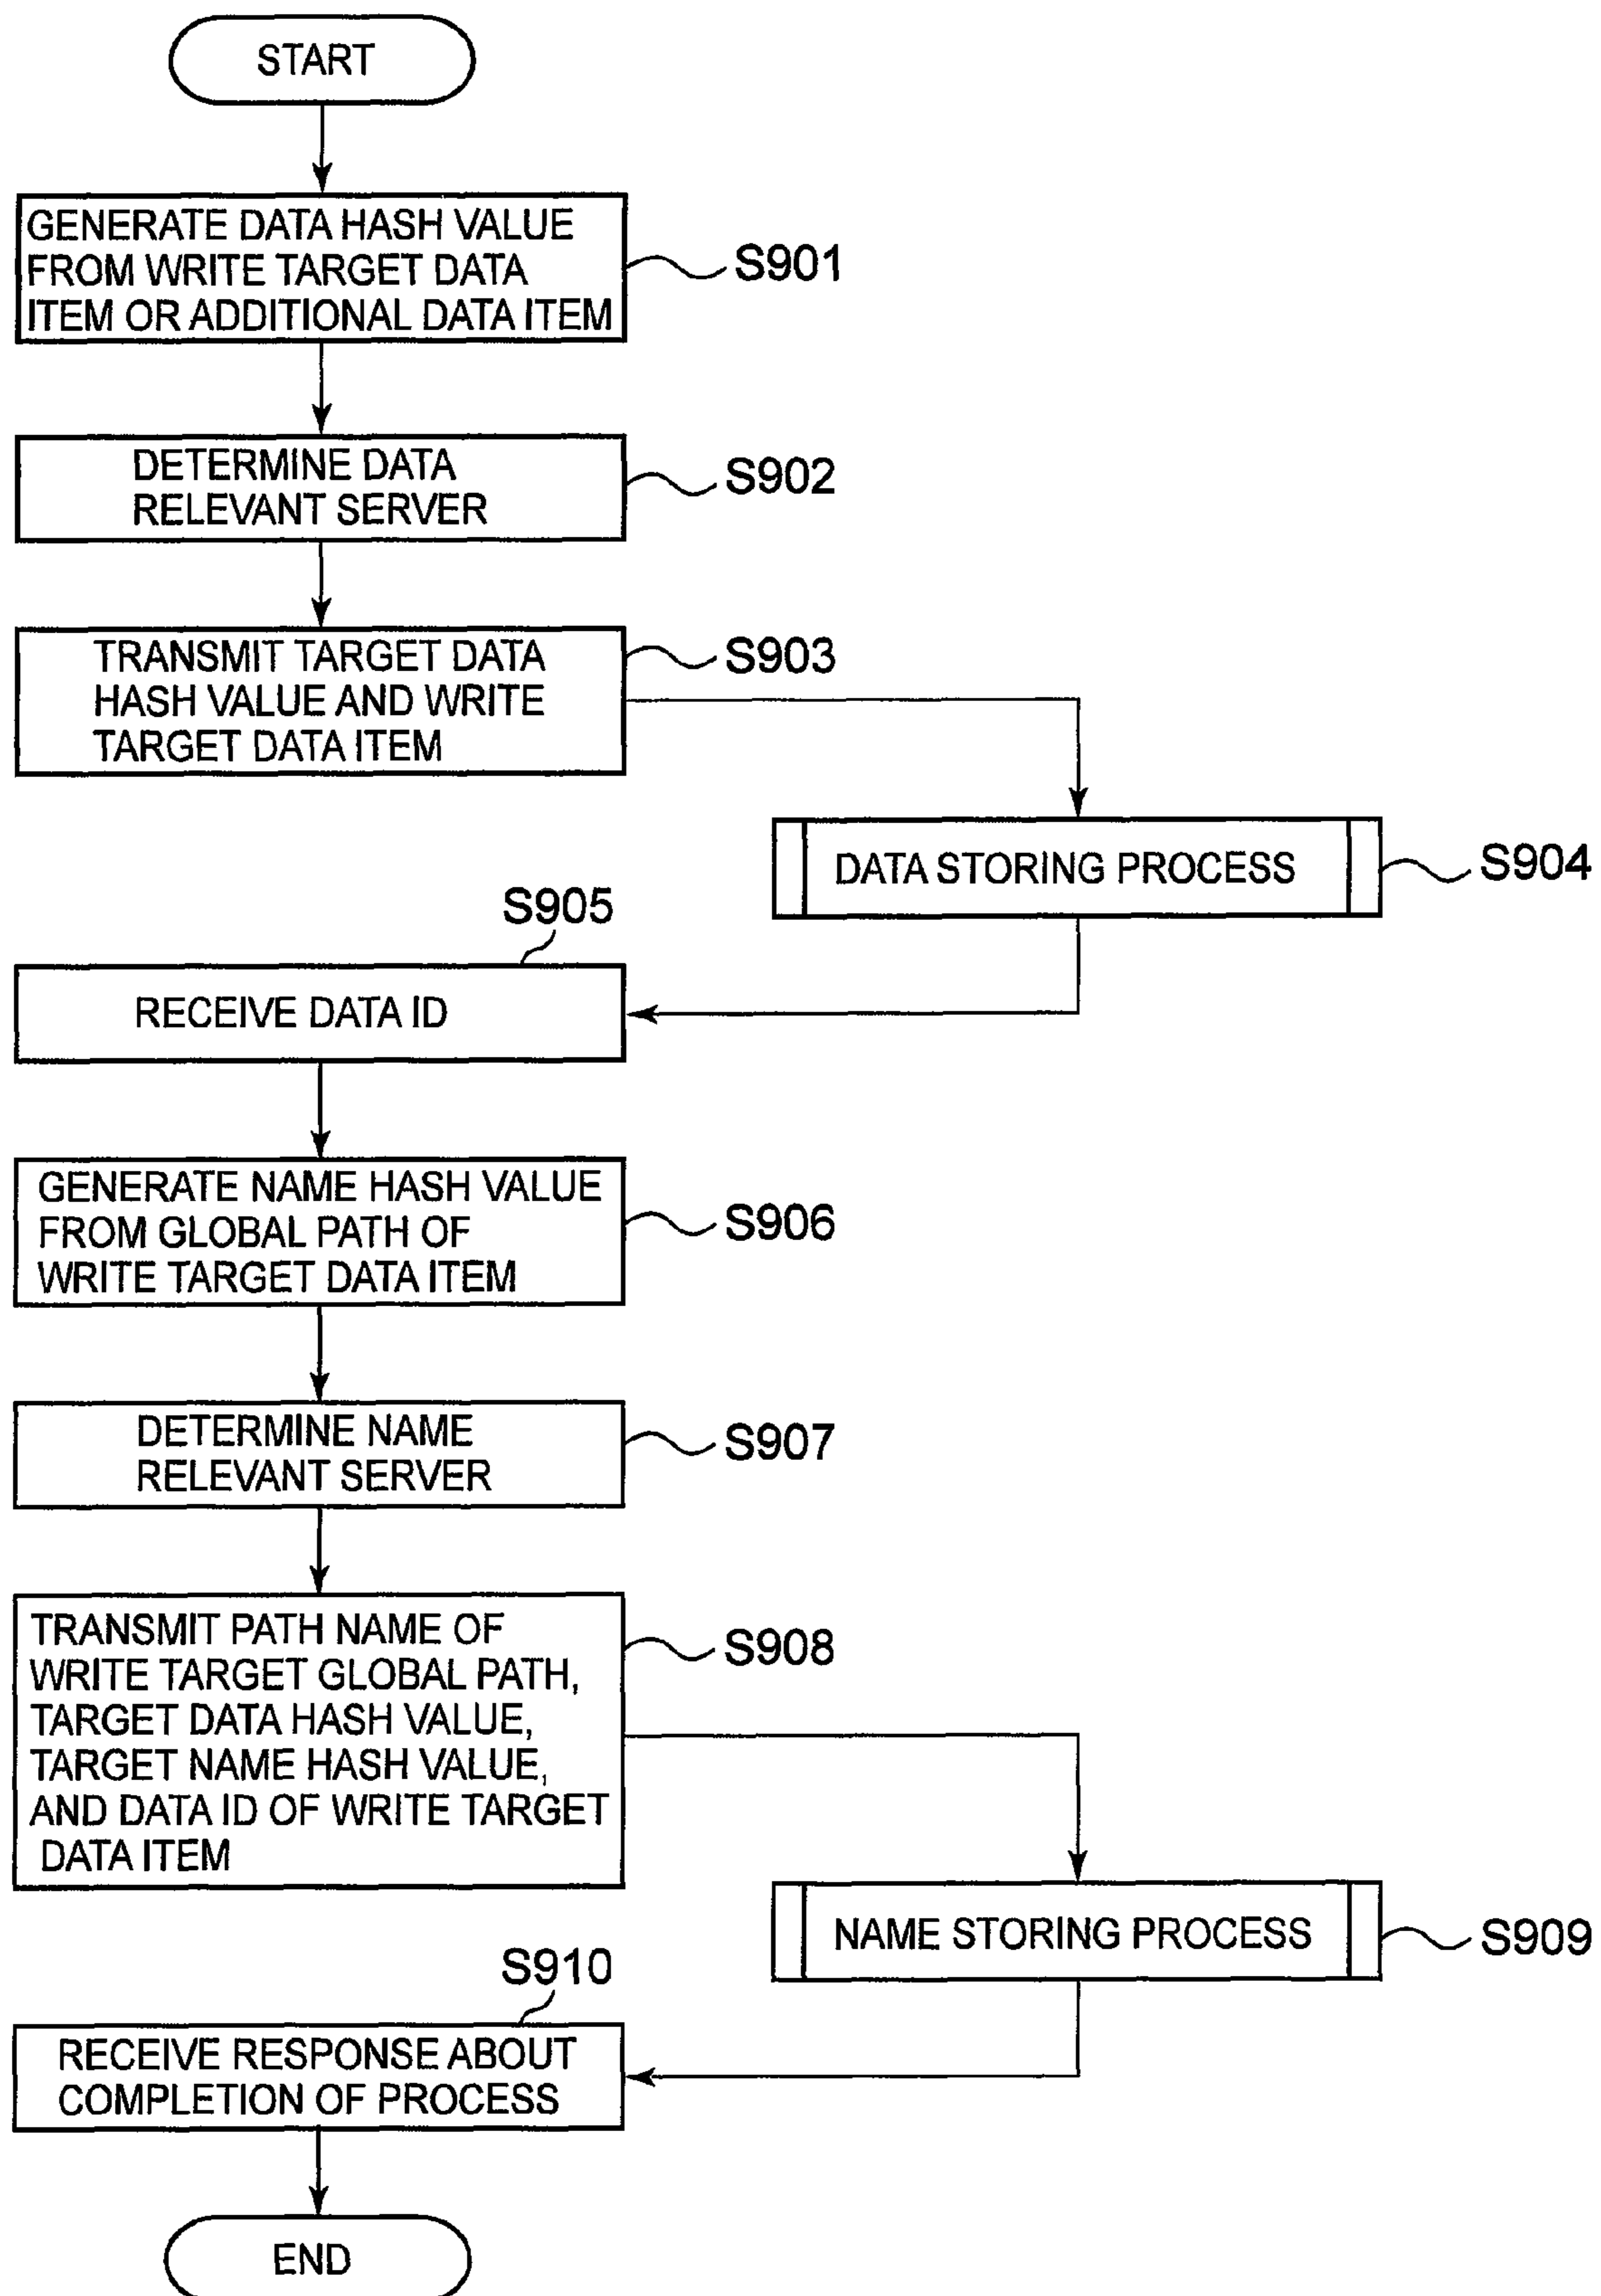 START
GENERATE DATA HASH VALUE
FROM WRITE TARGET DATA
ITEM OR ADDITIONAL DATA ITEM
S901
DETERMINE DATA
RELEVANT SERVER
S902
TRANSMIT TARGET DATA
HASH VALUE AND WRITE
TARGET DATA ITEM
S903
DATA STORING PROCESS
S904
S905
RECEIVE DATA ID
GENERATE NAME HASH VALUE
FROM GLOBAL PATH OF
WRITE TARGET DATA ITEM
S906
DETERMINE NAME
RELEVANT SERVER
S907
TRANSMIT PATH NAME OF
WRITE TARGET GLOBAL PATH,
TARGET DATA HASH VALUE,
TARGET NAME HASH VALUE,
AND DATA ID OF WRITE TARGET
DATA ITEM
S908
NAME STORING PROCESS
S909
S910
RECEIVE RESPONSE ABOUT
COMPLETION OF PROCESS
END